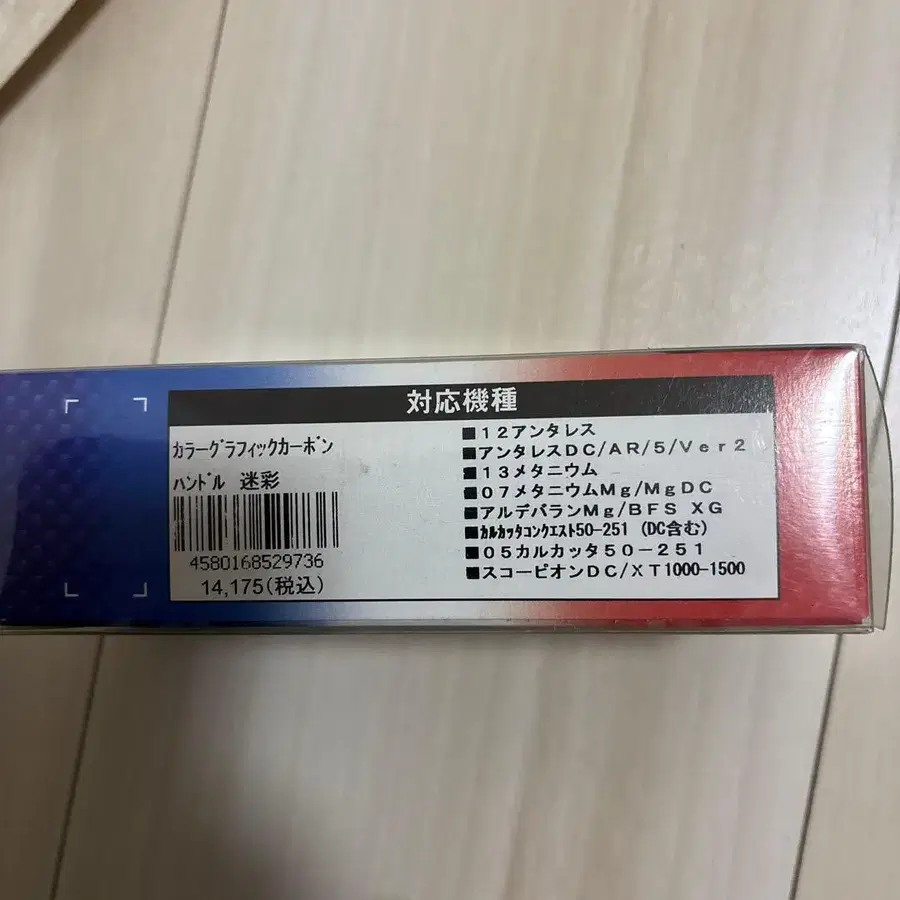 対応機種
ｶﾗｰｸﾞﾗﾌｨｯｸｶｰﾎﾞﾝ
ﾊﾝﾄﾞﾙ 迷彩
4580168529736
14,175(税込)
■１２アンタレス
■アンタレスＤＣ/ＡＲ/５/Ｖｅｒ２
■１３メタニウム
■０７メタニウムＭｇ/ＭｇＤＣ
■アルデバランＭｇ/ＢＦＳ ＸＧ
■ｶﾙｶｯﾀｺﾝｸｴｽﾄ50-251 (DC含む)
■０５カルカッタ５０－２５１
■スコーピオンＤＣ/ＸＴ1000-1500